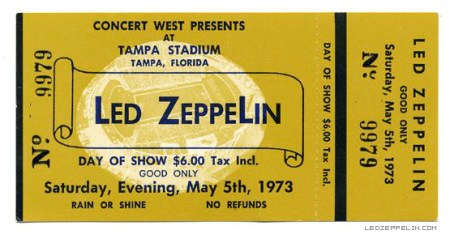 CONCERT WEST PRESENTS
AT
TAMPA STADIUM
TAMPA, FLORIDA
LED ZEPPELIN
DAY OF SHOW $6.00 Tax Incl.
GOOD ONLY
Saturday, Evening, May 5th, 1973
RAIN OR SHINE NO REFUNDS
No 9979
DAY OF SHOW $6.00 Tax Incl.
No 9979
GOOD ONLY
Saturday, May 5th, 1973
LED ZEPPELIN
LEDZEPPELIN.COM